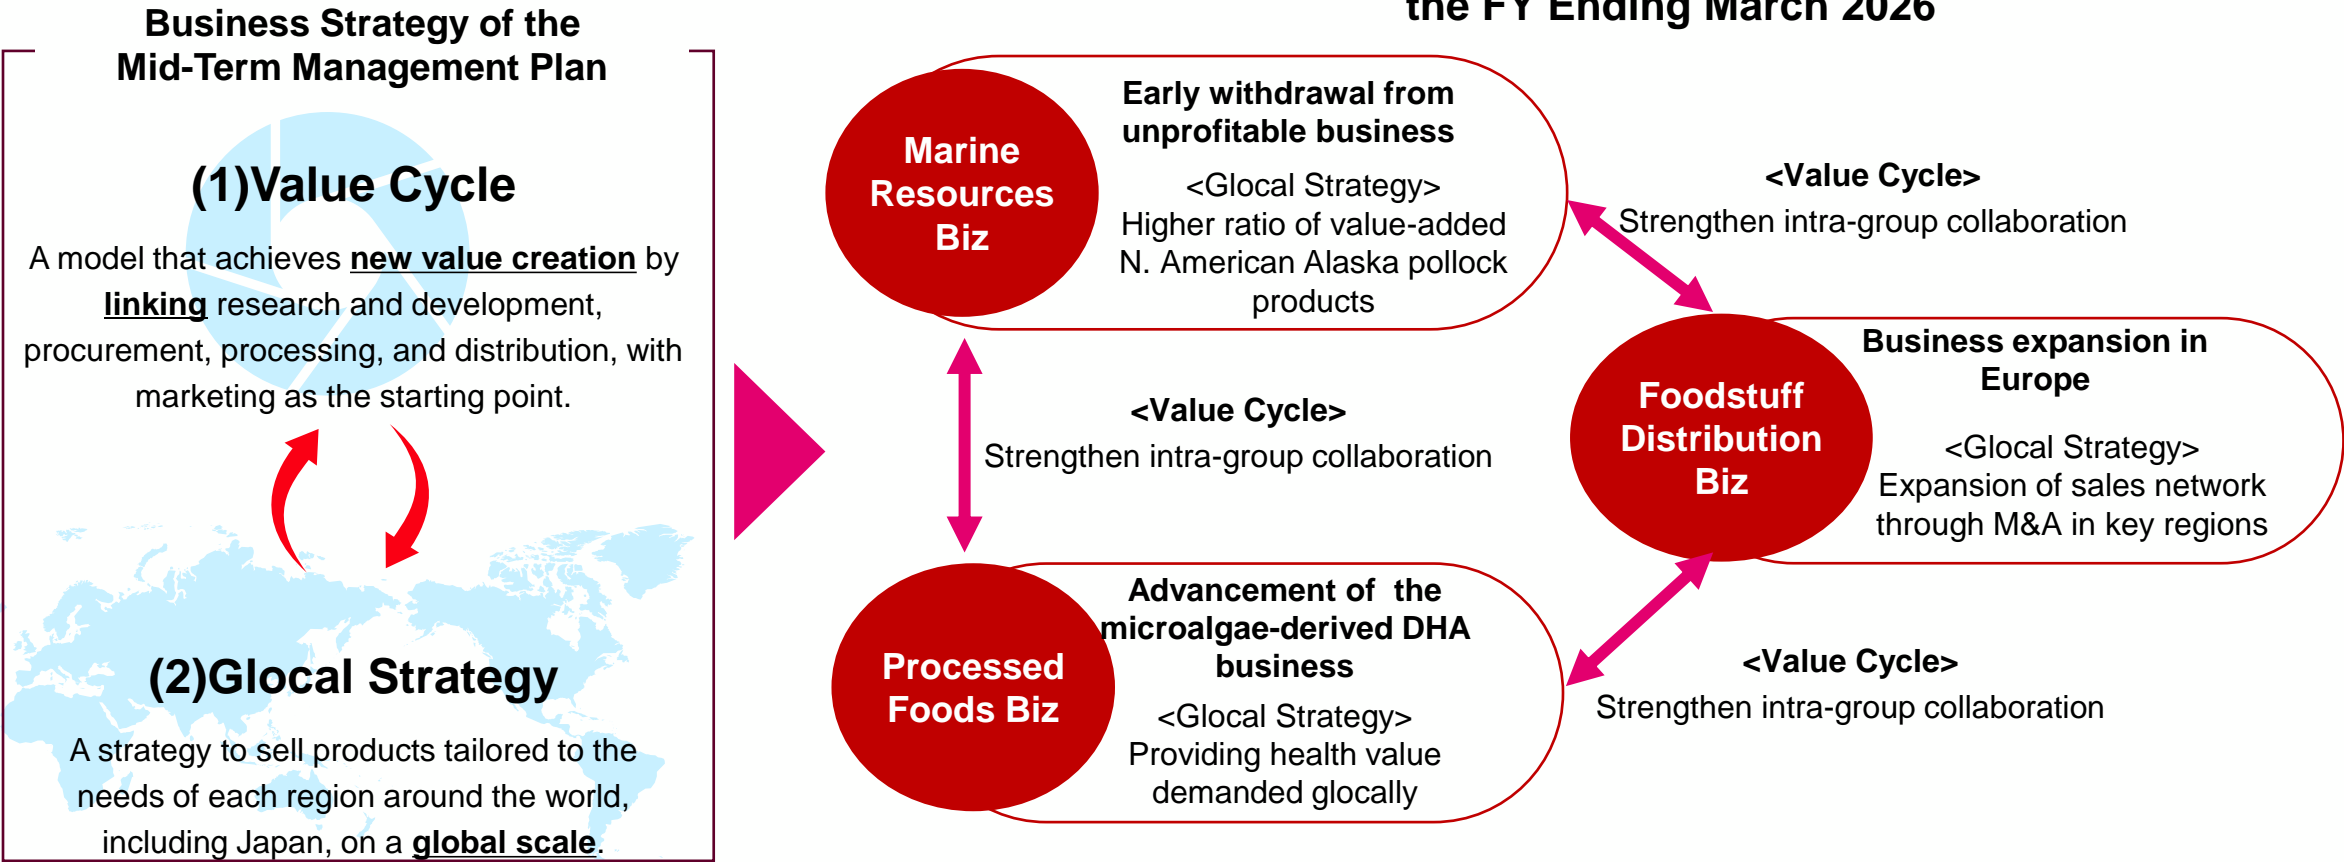 Business Strategy of the
Mid-Term Management Plan
(1)Value Cycle
A model that achieves new value creation by
linking research and development,
procurement, processing, and distribution, with
marketing as the starting point.
(2)Glocal Strategy
A strategy to sell products tailored to the
needs of each region around the world,
including Japan, on a global scale.
the FY Ending March 2026
Marine
Resources
Biz
Early withdrawal from
unprofitable business
<Glocal Strategy>
Higher ratio of value-added
N. American Alaska pollock
products
<Value Cycle>
Strengthen intra-group collaboration
<Value Cycle>
Strengthen intra-group collaboration
Foodstuff
Distribution
Biz
Business expansion in
Europe
<Glocal Strategy>
Expansion of sales network
through M&A in key regions
Processed
Foods Biz
Advancement of the
microalgae-derived DHA
business
<Glocal Strategy>
Providing health value
demanded glocally
<Value Cycle>
Strengthen intra-group collaboration